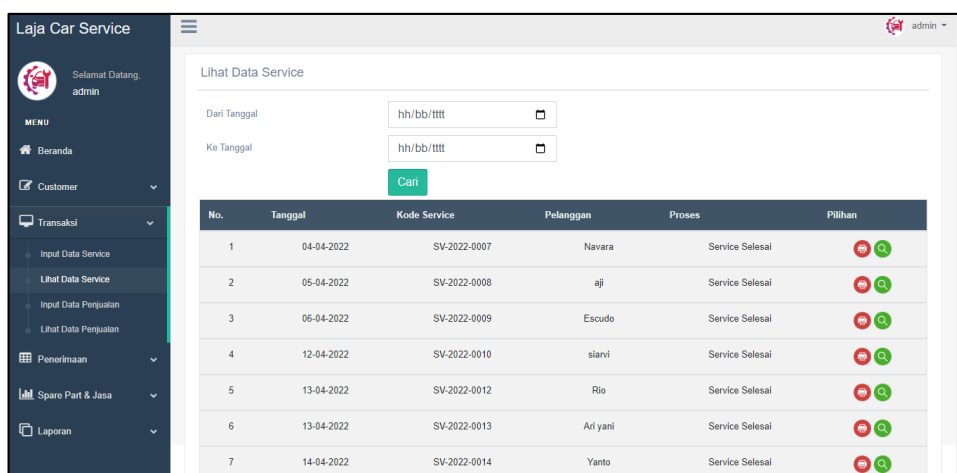 Laja Car Service
admin
Selamat Datang,
admin
MENU
Beranda
Customer
Transaksi
Input Data Service
Lihat Data Service
Input Data Penjualan
Lihat Data Penjualan
Penerimaan
Spare Part & Jasa
Laporan
Lihat Data Service
Dari Tanggal hh/bb/tttt
Ke Tanggal hh/bb/tttt
Cari
No. Tanggal Kode Service Pelanggan Proses Pilihan
1 04-04-2022 SV-2022-0007 Navara Service Selesai
2 05-04-2022 SV-2022-0008 aji Service Selesai
3 06-04-2022 SV-2022-0009 Escudo Service Selesai
4 12-04-2022 SV-2022-0010 siarvi Service Selesai
5 13-04-2022 SV-2022-0012 Rio Service Selesai
6 13-04-2022 SV-2022-0013 Ari yani Service Selesai
7 14-04-2022 SV-2022-0014 Yanto Service Selesai